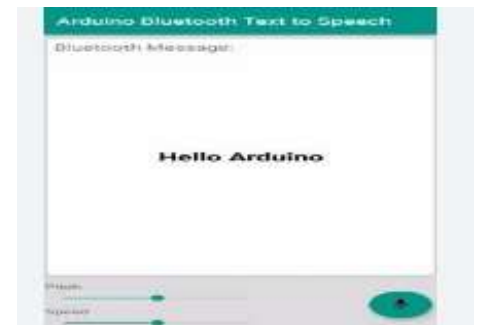 Arduino Bluetooth Text to Speech
Bluetooth Message:
Hello Arduino
Pitch
Speed